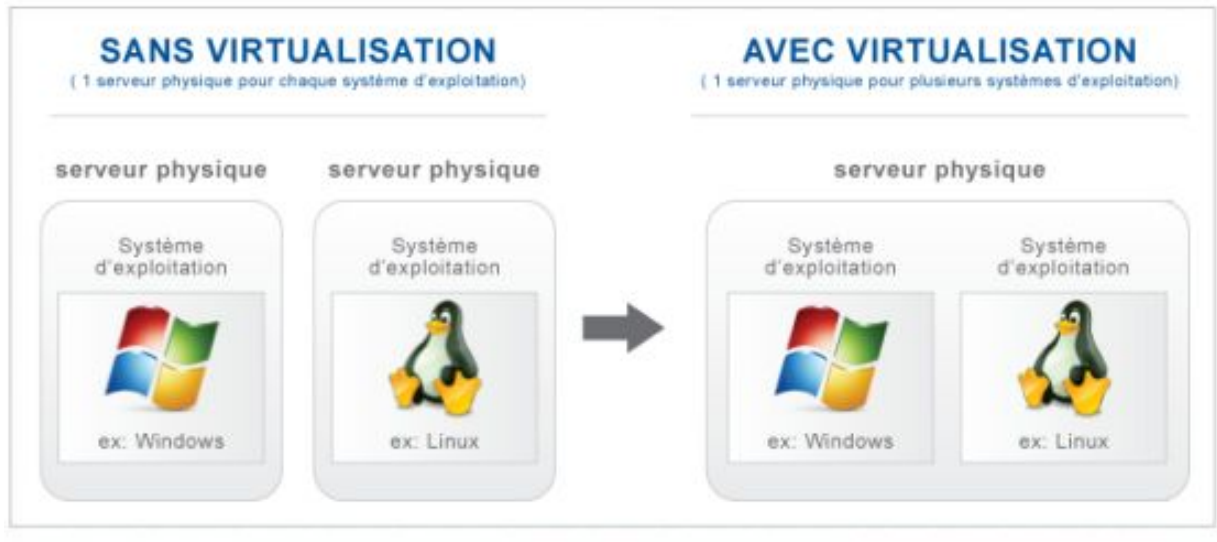 SANS VIRTUALISATION
( 1 serveur physique pour chaque système d'exploitation)
serveur physique
Système
d'exploitation
ex: Windows
serveur physique
Système
d'exploitation
ex: Linux
AVEC VIRTUALISATION
( 1 serveur physique pour plusieurs systèmes d'exploitation)
serveur physique
Système
d'exploitation
ex: Windows
Système
d'exploitation
ex: Linux